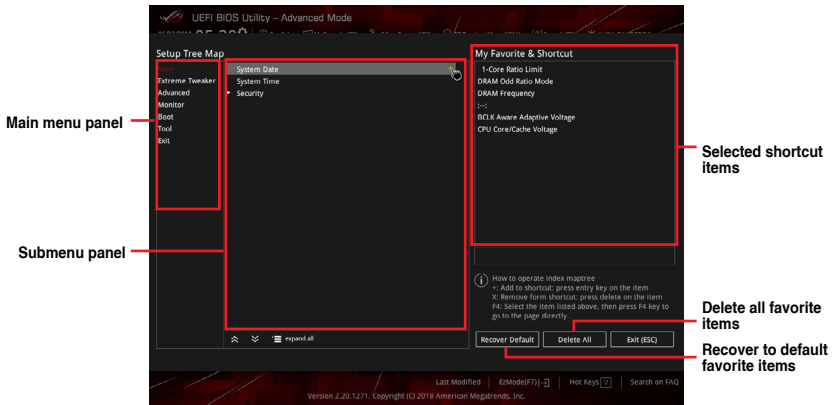 UEFI BIOS Utility – Advanced Mode
Setup Tree Map
My Favorite & Shortcut
Main
Extreme Tweaker
Advanced
Monitor
Boot
Tool
Exit
System Date
System Time
Security
1-Core Ratio Limit
DRAM Odd Ratio Mode
DRAM Frequency
:--:
BCLK Aware Adaptive Voltage
CPU Core/Cache Voltage
Main menu panel
Submenu panel
Selected shortcut
items
How to operate index maptree
+: Add to shortcut: press entry key on the item
X: Remove form shortcut: press delete on the item
F4: Select the item listed above, then press F4 key to
go to the page directly.
Delete all favorite
items
Recover to default
favorite items
expand all
Recover Default
Delete All
Exit (ESC)
Last Modified
EzMode(F7)
Hot Keys ?
Search on FAQ
Version 2.20.1271. Copyright (C) 2018 American Megatrends, Inc.